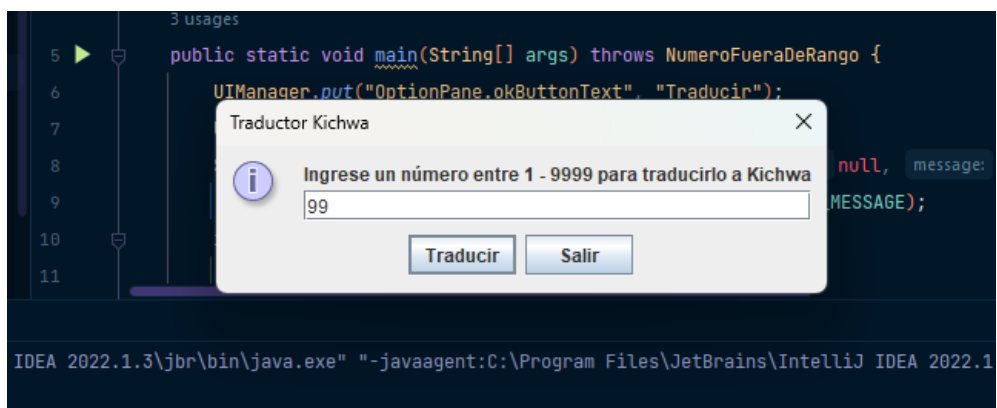 3 usages
5 public static void main(String[] args) throws NumeroFueraDeRango {
6 UIManager.put("OptionPane.okButtonText", "Traducir");
7
Traductor Kichwa
8 null, message:
Ingrese un número entre 1 - 9999 para traducirlo a Kichwa
9 MESSAGE);
99
10
Traducir Salir
11
IDEA 2022.1.3\jbr\bin\java.exe" "-javaagent:C:\Program Files\JetBrains\IntelliJ IDEA 2022.1